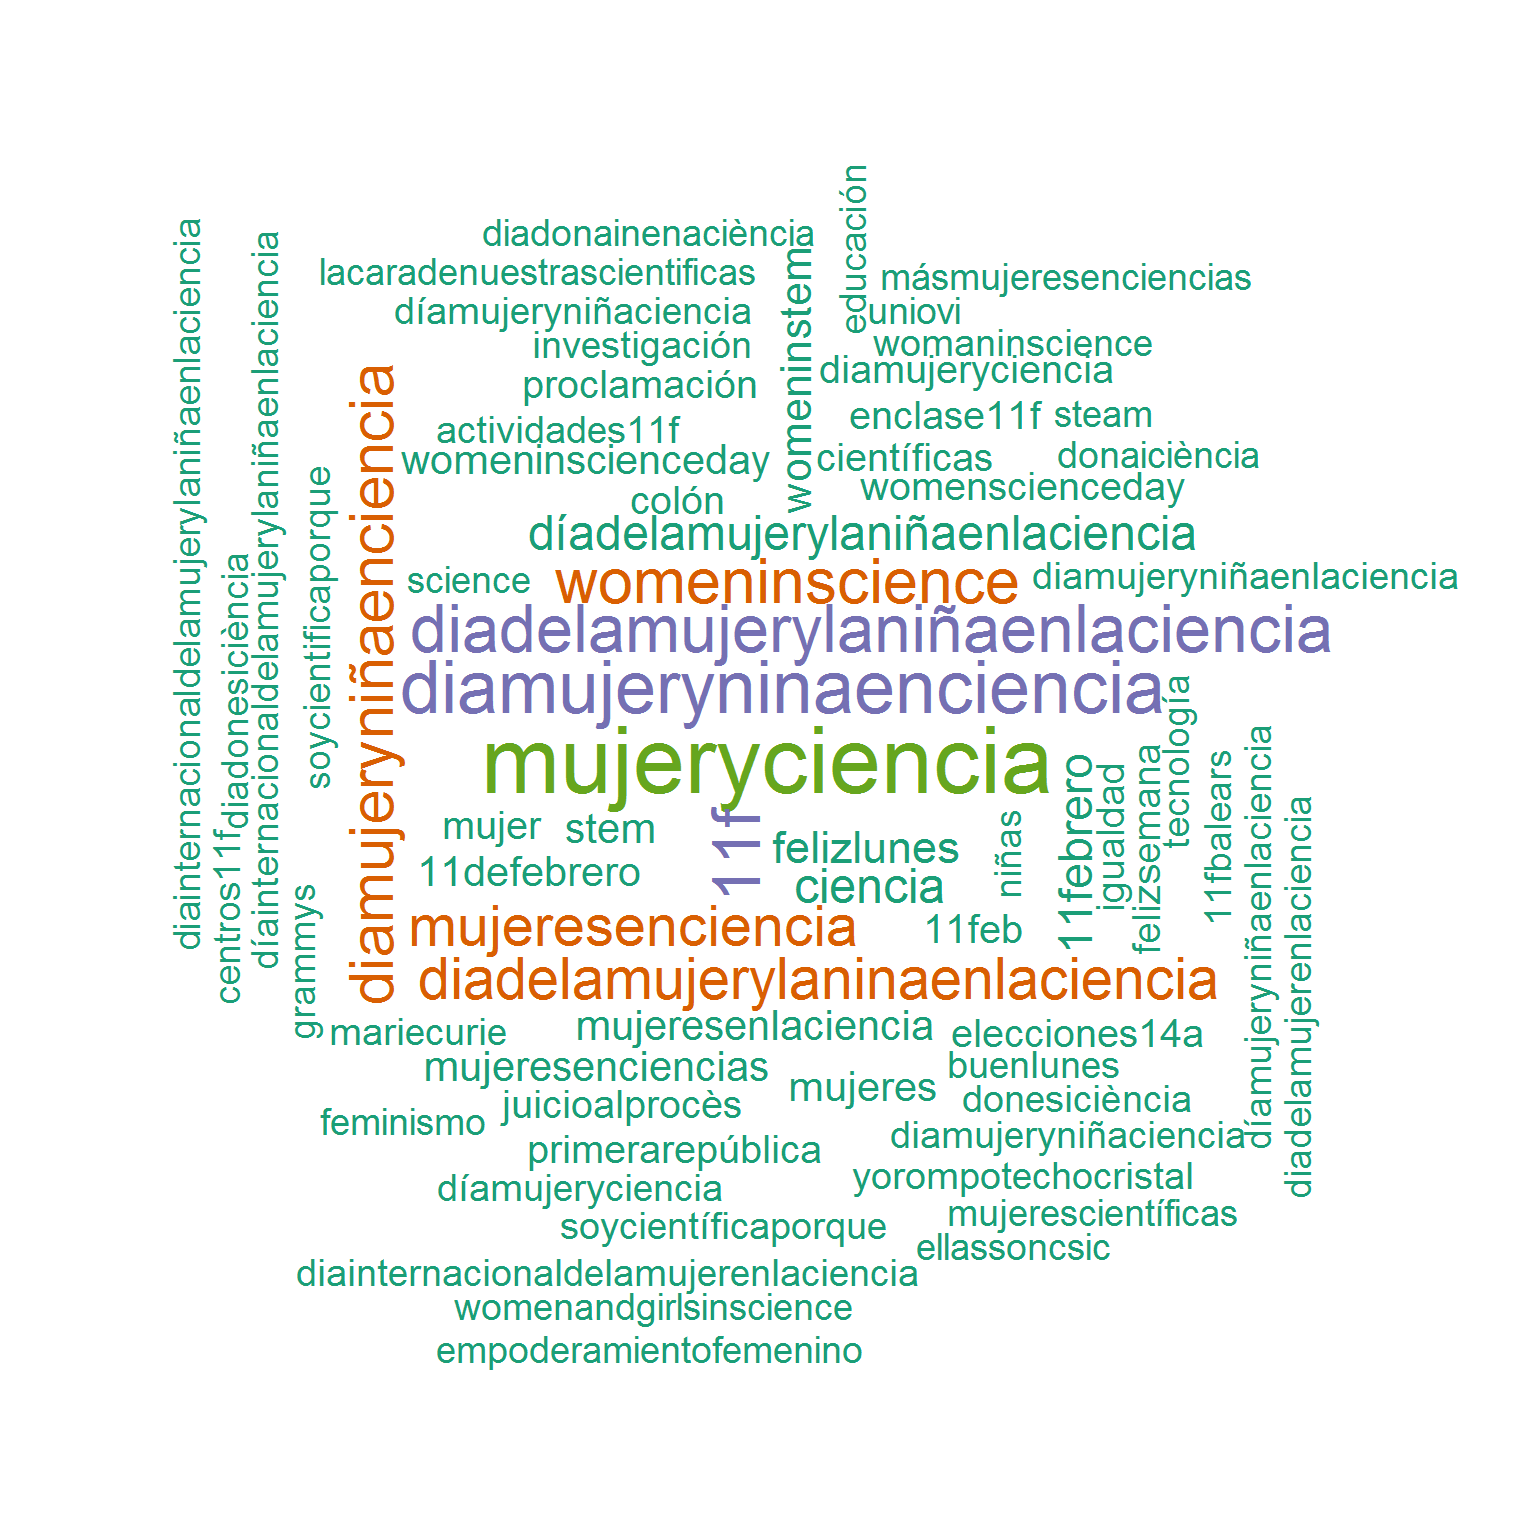 educación
diadonainenaciència
lacaradenuestrascientificas
másmujeresenciencias
díamujeryniñaciencia
uniovi
womeninstem
investigación
womaninscience
proclamación
diamujeryciencia
actividades11f
enclase11f
steam
womeninscienceday
científicas
donaiciència
womenscienceday
colón
díadelamujerylaniñaenlaciencia
science
womeninscience
diamujeryniñaenlaciencia
diainternacionaldelamujerylaniñaenlaciencia
diadonesiciència
díainternacionaldelamujerylaniñaenlaciencia
soycientificaporque
diamujeryniñaenciencia
diadelamujerylaniñaenlaciencia
diamujeryninaenciencia
mujeryciencia
mujer
stem
11f
felizlunes
11defebrero
ciencia
niñas
11febrero
igualdad
felizsemana
tecnología
11fbalears
díamujeryniñaenlaciencia
diadelamujerenlaciencia
centros11f
grammys
mujeresenciencia
11feb
diadelamujerylaninaenlaciencia
mariecurie
mujeresenlaciencia
elecciones14a
mujeresenciencias
buenlunes
mujeres
juicioalprocès
donesiciència
feminismo
primerarepública
diamujeryniñaciencia
díamujeryciencia
yorompotechocristal
soycientíficaporque
mujerescientíficas
ellassoncsic
diainternacionaldelamujerenlaciencia
womenandgirlsinscience
empoderamientofemenino